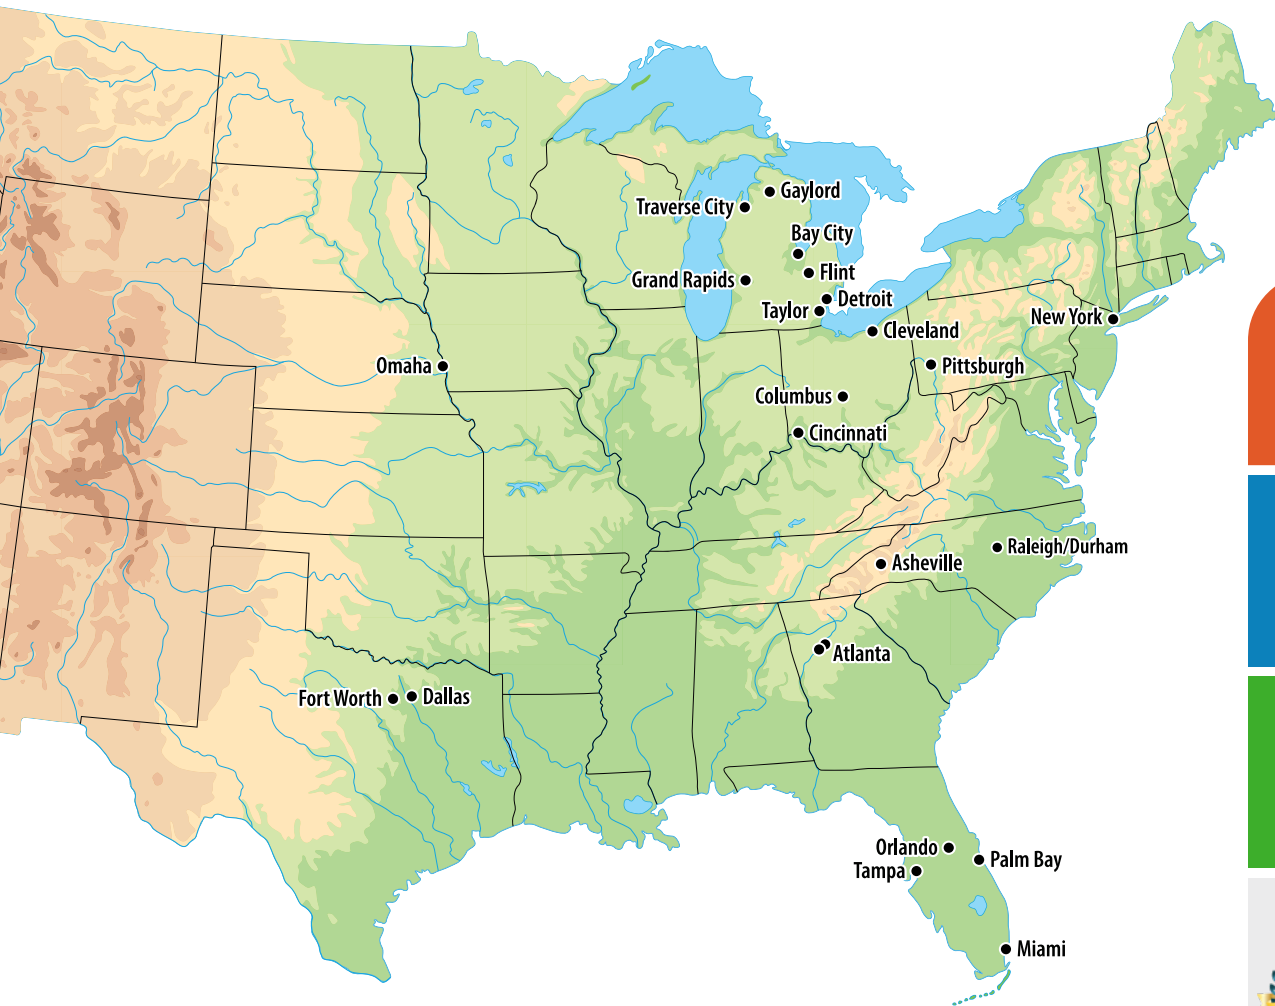 Gaylord
Traverse City
Bay City
Flint
Grand Rapids
Detroit
Taylor
New York
Cleveland
Omaha
Pittsburgh
Columbus
Cincinnati
Raleigh/Durham
Asheville
Atlanta
Fort Worth
Dallas
Orlando
Palm Bay
Tampa
Miami